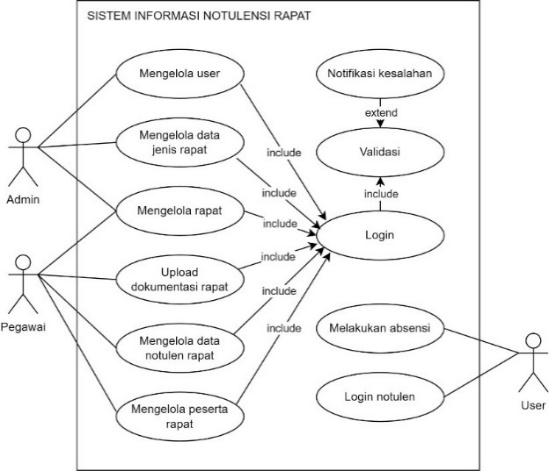 SISTEM INFORMASI NOTULENSI RAPAT
Mengelola user
Notifikasi kesalahan
extend
Mengelola data
jenis rapat
Validasi
include
include
include
Admin
Mengelola rapat
include
Login
Upload
dokumentasi rapat
include
include
Pegawai
Mengelola data
notulen rapat
include
Melakukan absensi
Mengelola peserta
rapat
Login notulen
User